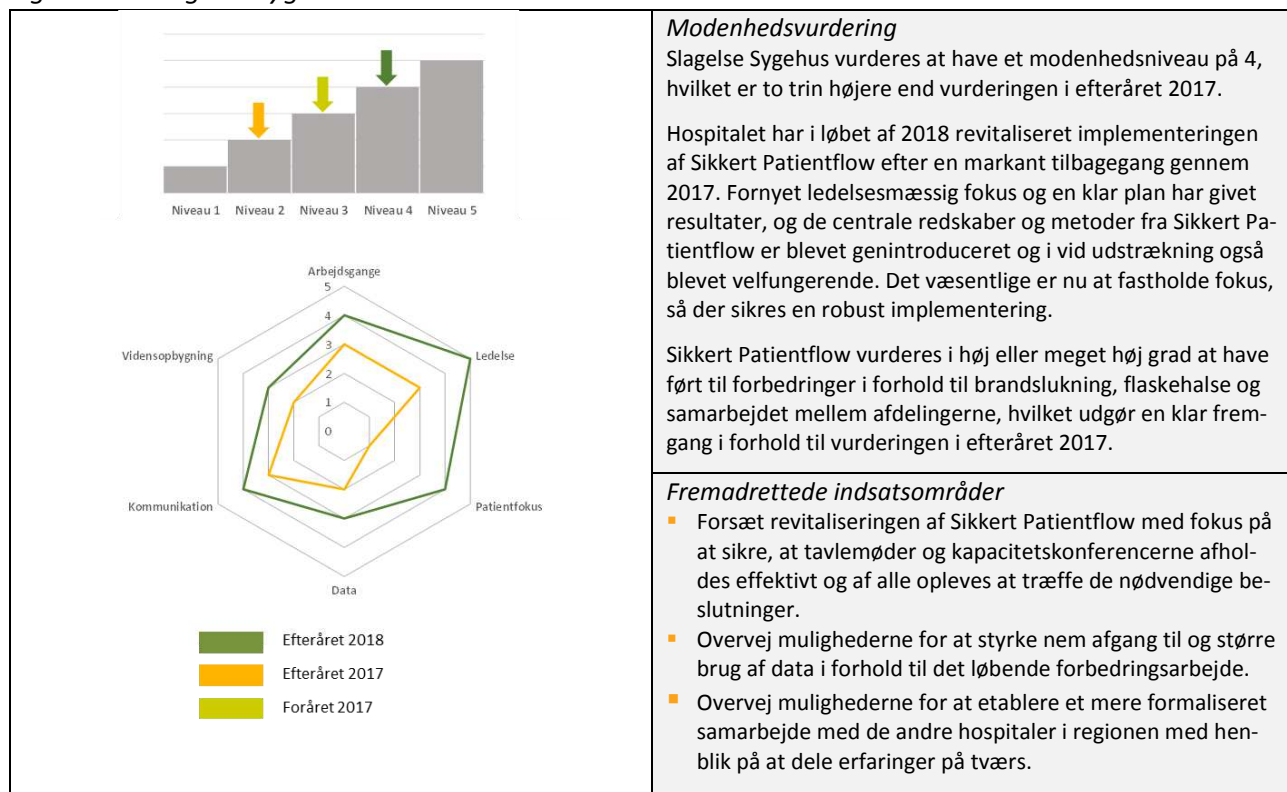 Niveau 1 Niveau 2 Niveau 3 Niveau 4 Niveau 5
Arbejdsgange
5
4
3
2
1
0
Vidensopbygning
Ledelse
Kommunikation
Patientfokus
Data
Efteråret 2018
Efteråret 2017
Foråret 2017
Modenhedsvurdering
Slagelse Sygehus vurderes at have et modenhedsniveau på 4,
hvilket er to trin højere end vurderingen i efteråret 2017.
Hospitalet har i løbet af 2018 revitaliseret implementeringen
af Sikkert Patientflow efter en markant tilbagegang gennem
2017. Fornyet ledelsesmæssig fokus og en klar plan har givet
resultater, og de centrale redskaber og metoder fra Sikkert Pa-
tientflow er blevet genintroduceret og i vid udstrækning også
blevet velfungerende. Det væsentlige er nu at fastholde fokus,
så der sikres en robust implementering.
Sikkert Patientflow vurderes i høj eller meget høj grad at have
ført til forbedringer i forhold til brandslukning, flaskehalse og
samarbejdet mellem afdelingerne, hvilket udgør en klar frem-
gang i forhold til vurderingen i efteråret 2017.
Fremadrettede indsatsområder
▪ Forsæt revitaliseringen af Sikkert Patientflow med fokus på
at sikre, at tavlemøder og kapacitetskonferencerne afhol-
des effektivt og af alle opleves at træffe de nødvendige be-
slutninger.
▪ Overvej mulighederne for at styrke nem afgang til og større
brug af data i forhold til det løbende forbedringsarbejde.
▪ Overvej mulighederne for at etablere et mere formaliseret
samarbejde med de andre hospitaler i regionen med hen-
blik på at dele erfaringer på tværs.